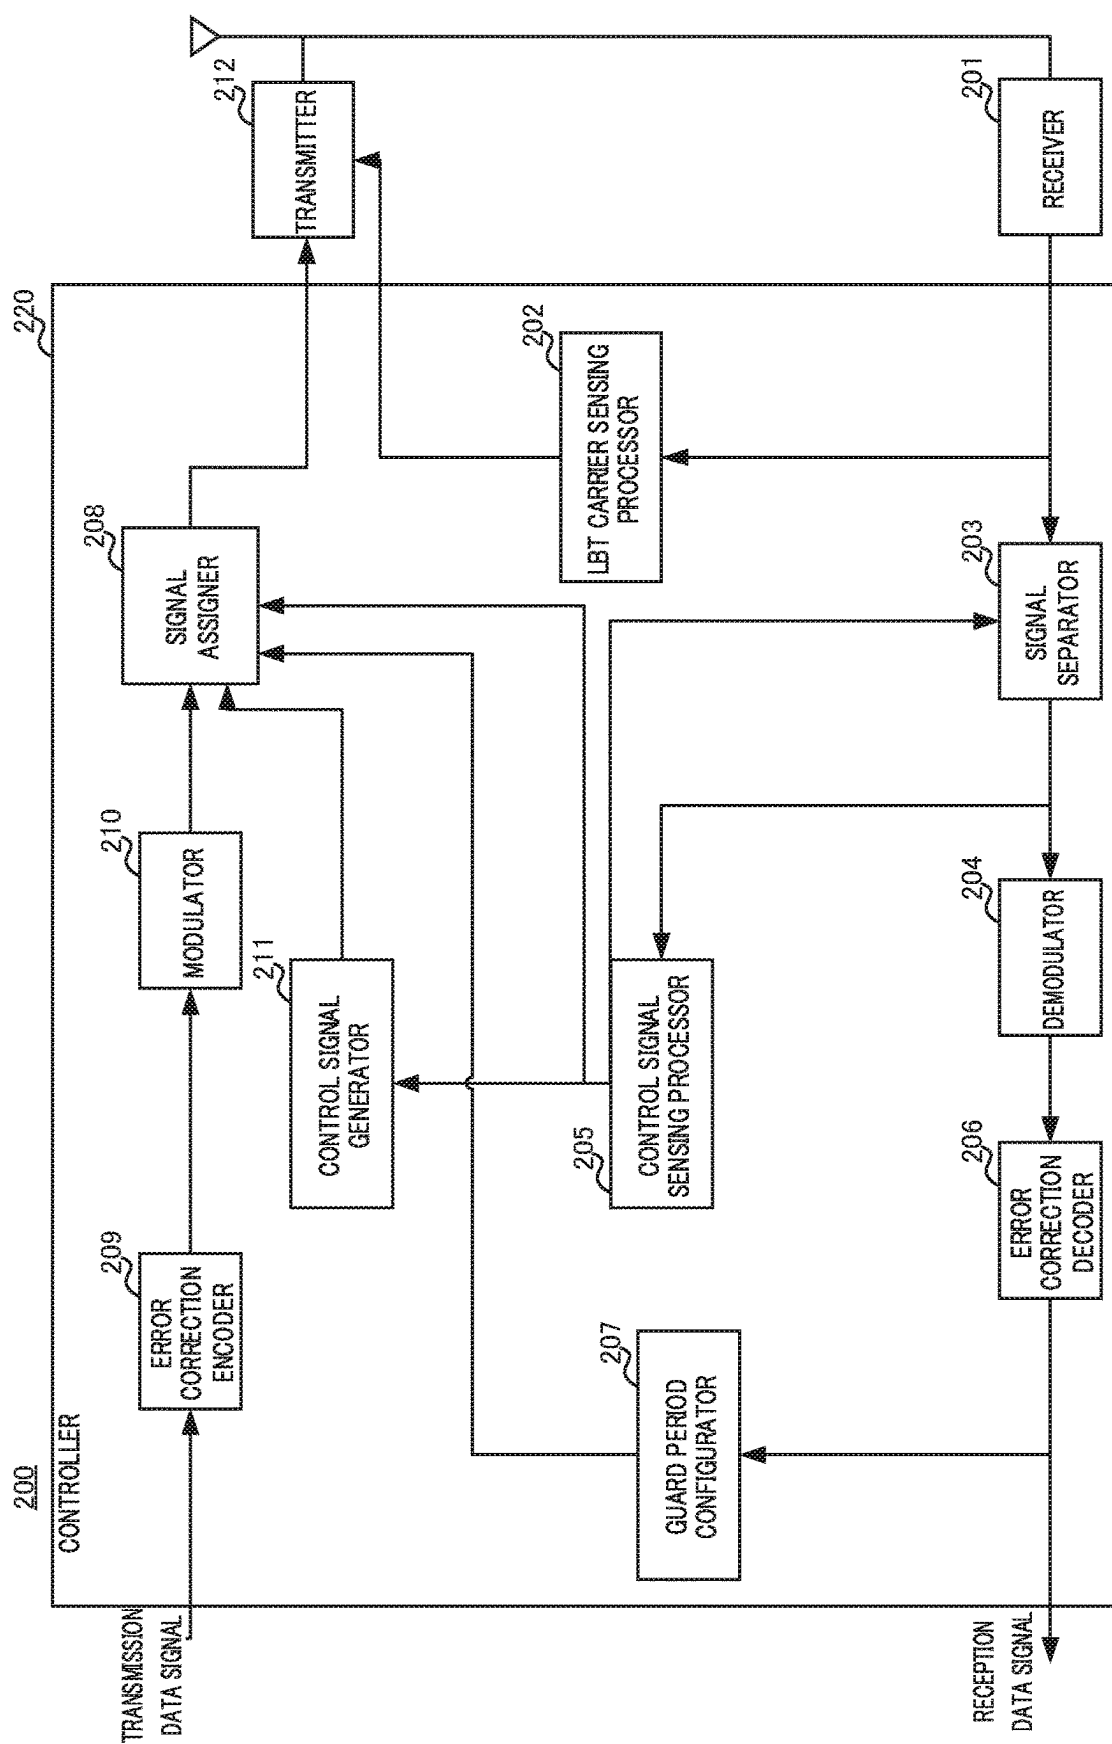 200
220
CONTROLLER
TRANSMISSION
DATA SIGNAL
209
ERROR
CORRECTION
ENCODER
210
MODULATOR
208
SIGNAL
ASSIGNER
212
TRANSMITTER
211
CONTROL SIGNAL
GENERATOR
202
LBT CARRIER SENSING
PROCESSOR
205
CONTROL SIGNAL
SENSING PROCESSOR
207
GUARD PERIOD
CONFIGURATOR
RECEPTION
DATA SIGNAL
206
ERROR
CORRECTION
DECODER
204
DEMODULATOR
203
SIGNAL
SEPARATOR
201
RECEIVER